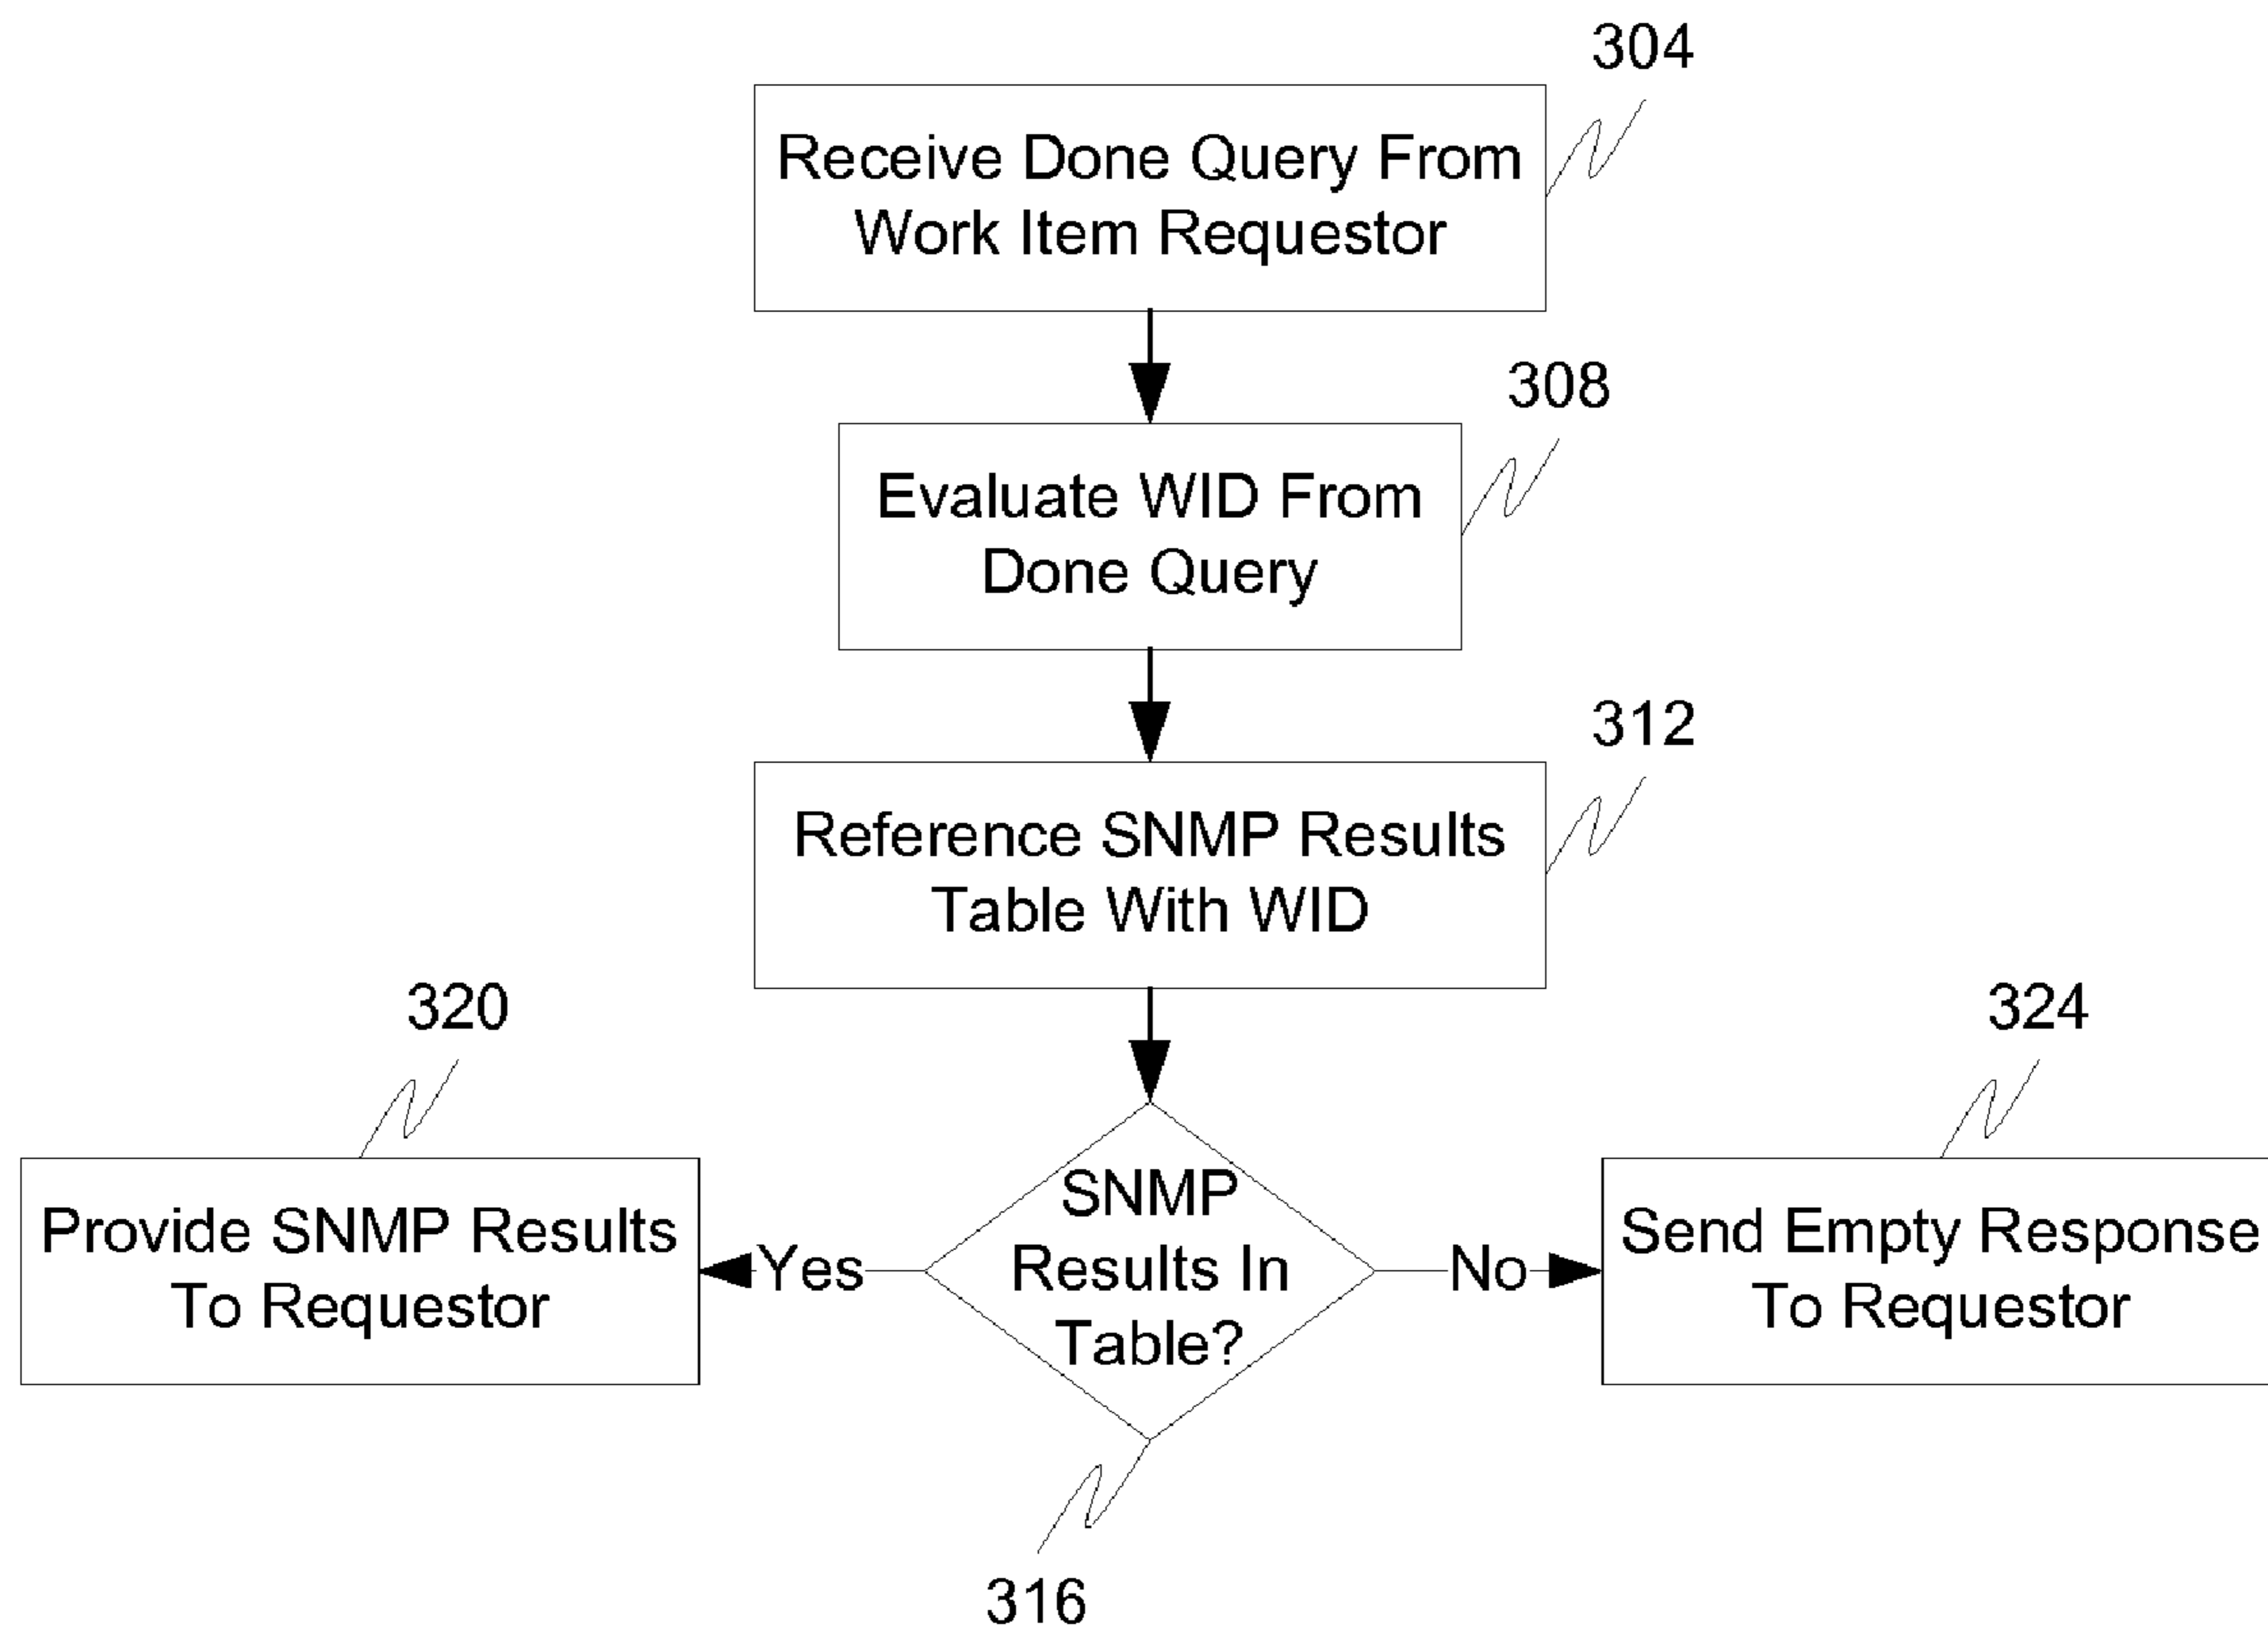 304
Receive Done Query From
Work Item Requestor
308
Evaluate WID From
Done Query
312
Reference SNMP Results
Table With WID
320
324
Provide SNMP Results
To Requestor
Yes
SNMP
Results In
Table?
No
Send Empty Response
To Requestor
316